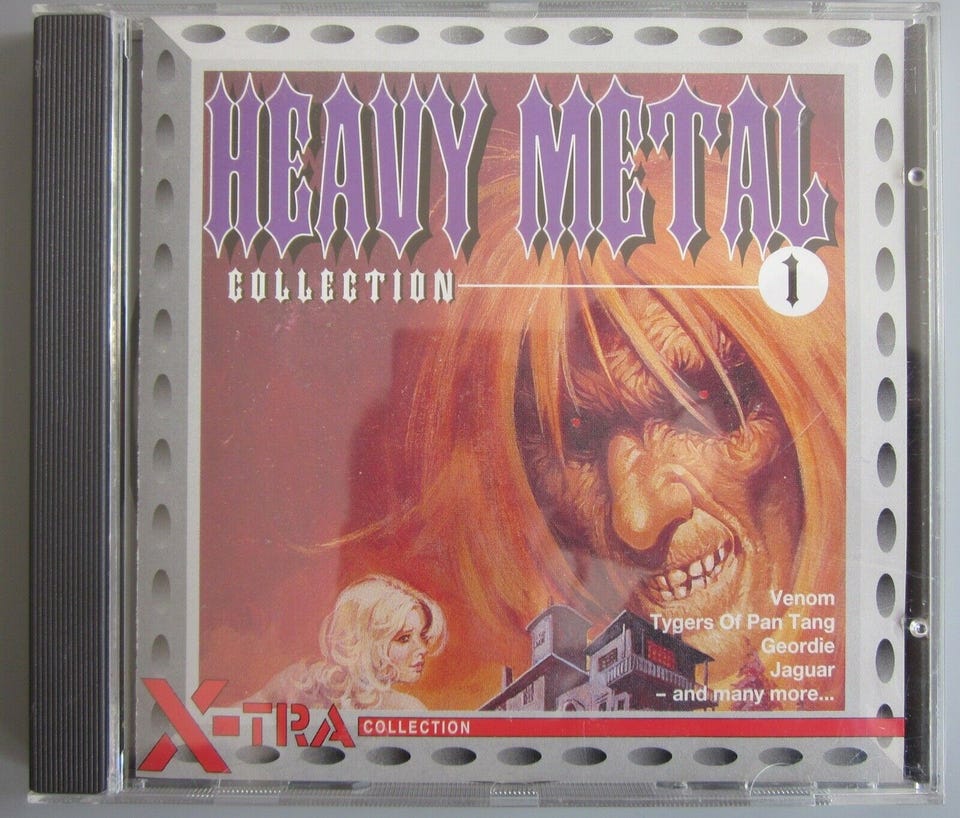 HEAVY METAL
COLLECTION
1
Venom
Tygers Of Pan Tang
Geordie
Jaguar
– and many more...
X-TRA COLLECTION